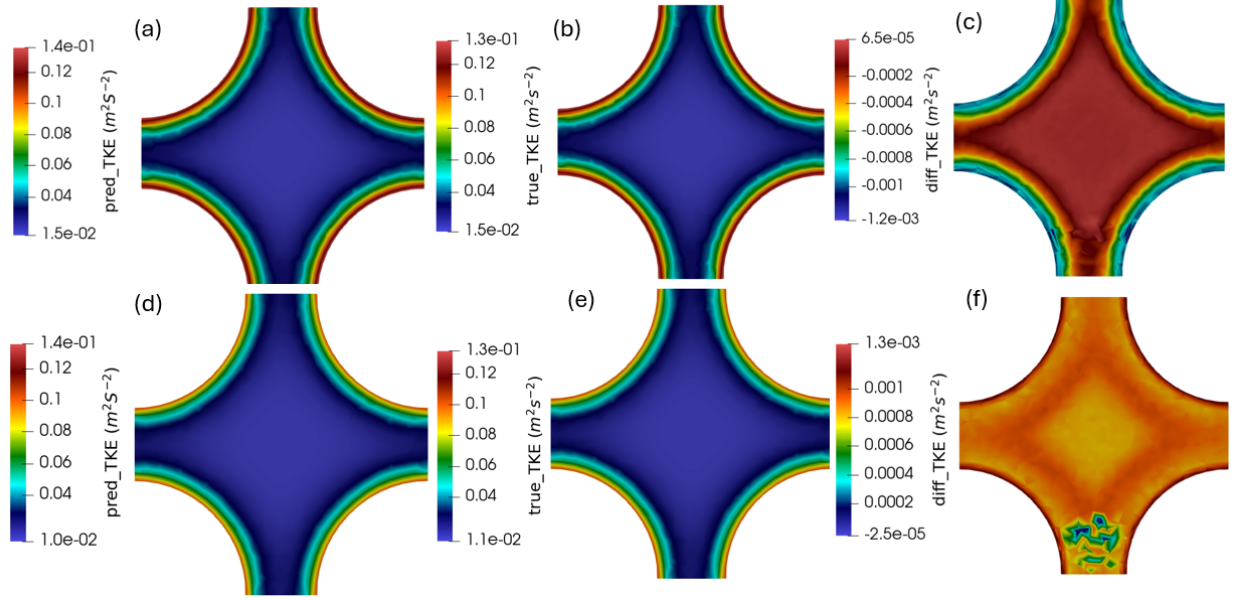 (a)
1.4e-01
0.12
0.1
0.08
0.06
0.04
1.5e-02
pred_TKE (m²S⁻²)
(b)
1.3e-01
0.12
0.1
0.08
0.06
0.04
1.5e-02
true_TKE (m²S⁻²)
(c)
6.5e-05
-0.0002
-0.0004
-0.0006
-0.0008
-0.001
-1.2e-03
diff_TKE (m²S⁻²)
(d)
1.4e-01
0.12
0.1
0.08
0.06
0.04
1.0e-02
pred_TKE (m²S⁻²)
(e)
1.3e-01
0.12
0.1
0.08
0.06
0.04
1.1e-02
true_TKE (m²S⁻²)
(f)
1.3e-03
0.001
0.0008
0.0006
0.0004
0.0002
-2.5e-05
diff_TKE (m²S⁻²)